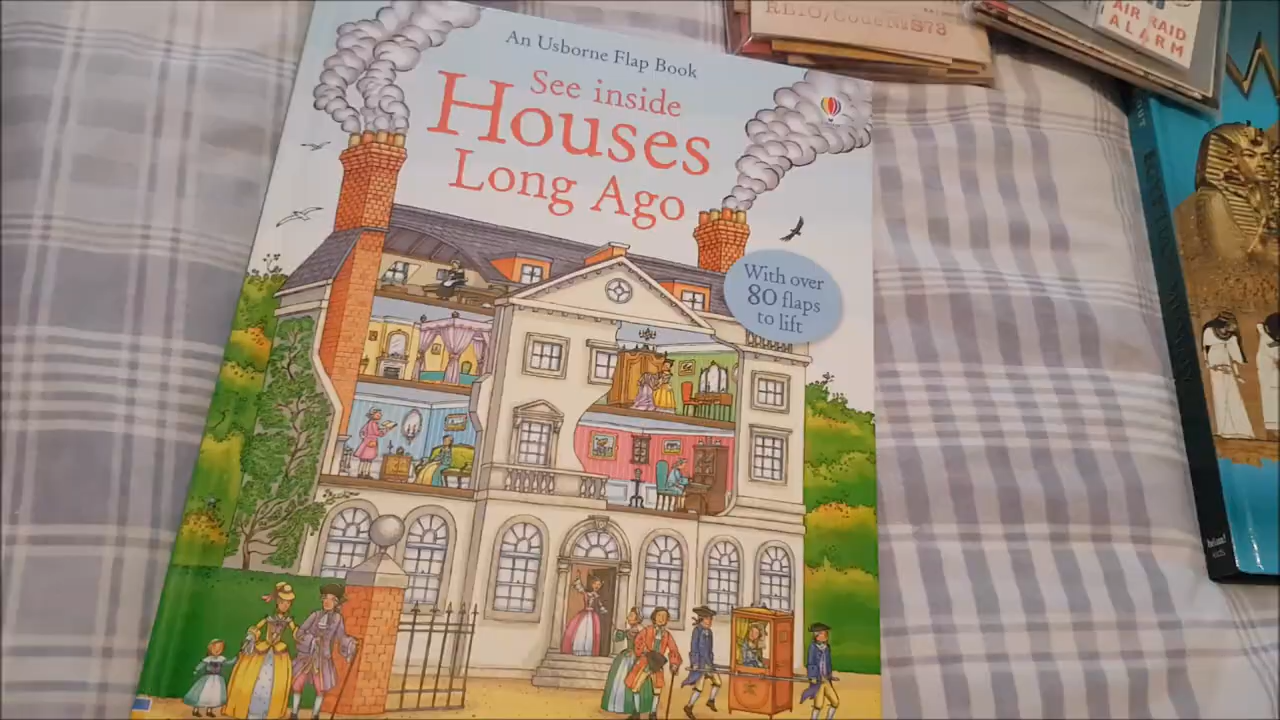 An Usborne Flap Book
See inside
Houses
Long Ago
With over
80 flaps
to lift
AIR RAID
ALARM